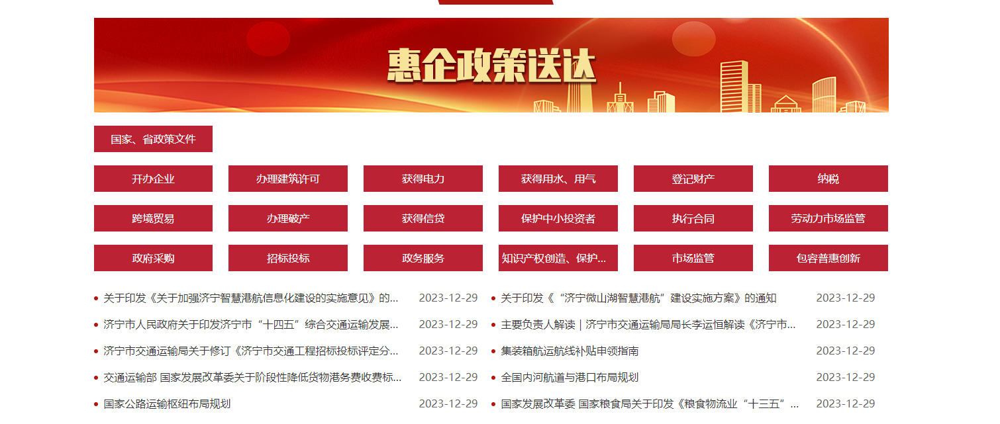 惠企政策送达
国家、省政策文件
开办企业 办理建筑许可 获得电力 获得用水、用气 登记财产 纳税
跨境贸易 办理破产 获得信贷 保护中小投资者 执行合同 劳动力市场监管
政府采购 招标投标 政务服务 知识产权创造、保护... 市场监管 包容普惠创新
关于印发《关于加强济宁智慧港航信息化建设的实施意见》的... 2023-12-29 关于印发《“济宁微山湖智慧港航”建设实施方案》的通知 2023-12-29
济宁市人民政府关于印发济宁市“十四五”综合交通运输发展... 2023-12-29 主要负责人解读 | 济宁市交通运输局局长李运恒解读《济宁市... 2023-12-29
济宁市交通运输局关于修订《济宁市交通工程招标投标评定分... 2023-12-29 集装箱航运航线补贴申领指南 2023-12-29
交通运输部 国家发展改革委关于阶段性降低货物港务费收费标... 2023-12-29 全国内河航道与港口布局规划 2023-12-29
国家公路运输枢纽布局规划 2023-12-29 国家发展改革委 国家粮食局关于印发《粮食物流业“十三五”... 2023-12-29